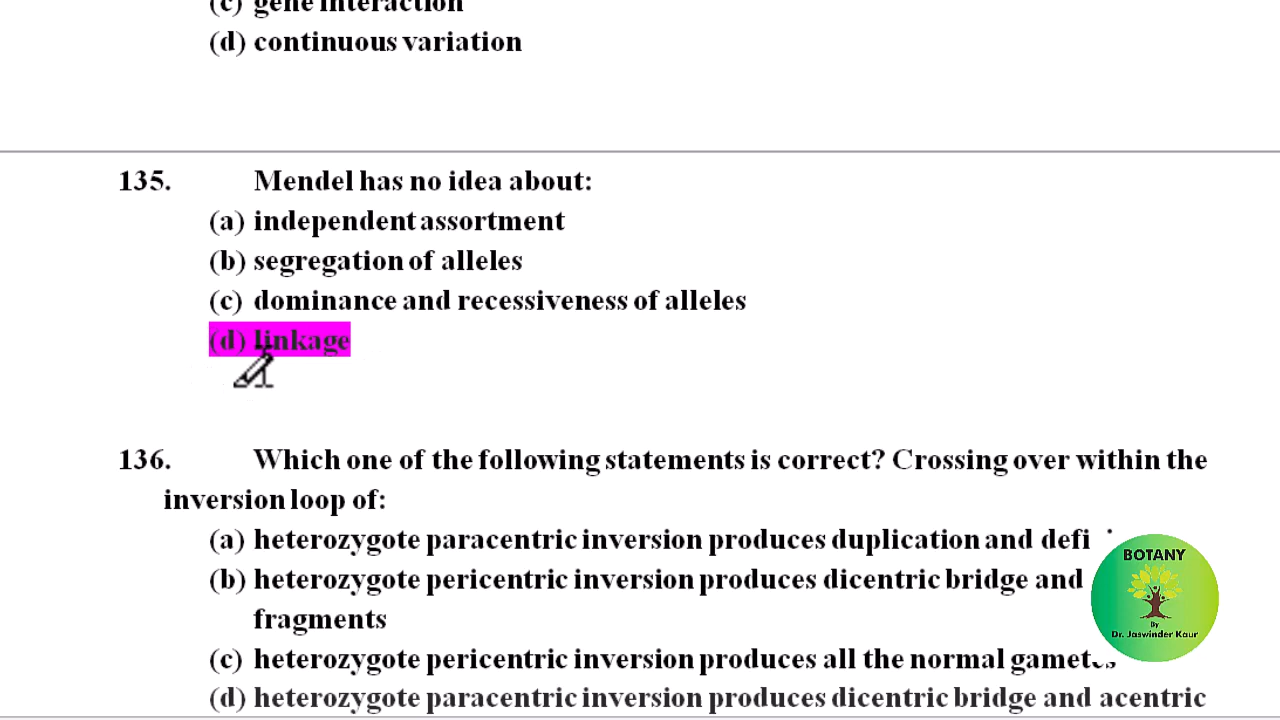 (c) gene interaction
(d) continuous variation
135. Mendel has no idea about:
(a) independent assortment
(b) segregation of alleles
(c) dominance and recessiveness of alleles
(d) linkage
136. Which one of the following statements is correct? Crossing over within the
inversion loop of:
(a) heterozygote paracentric inversion produces duplication and
(b) heterozygote pericentric inversion produces dicentric bridge and
fragments
(c) heterozygote pericentric inversion produces all the normal gametes
(d) heterozygote paracentric inversion produces dicentric bridge and acentric
BOTANY
By
Dr. Jaswinder Kaur